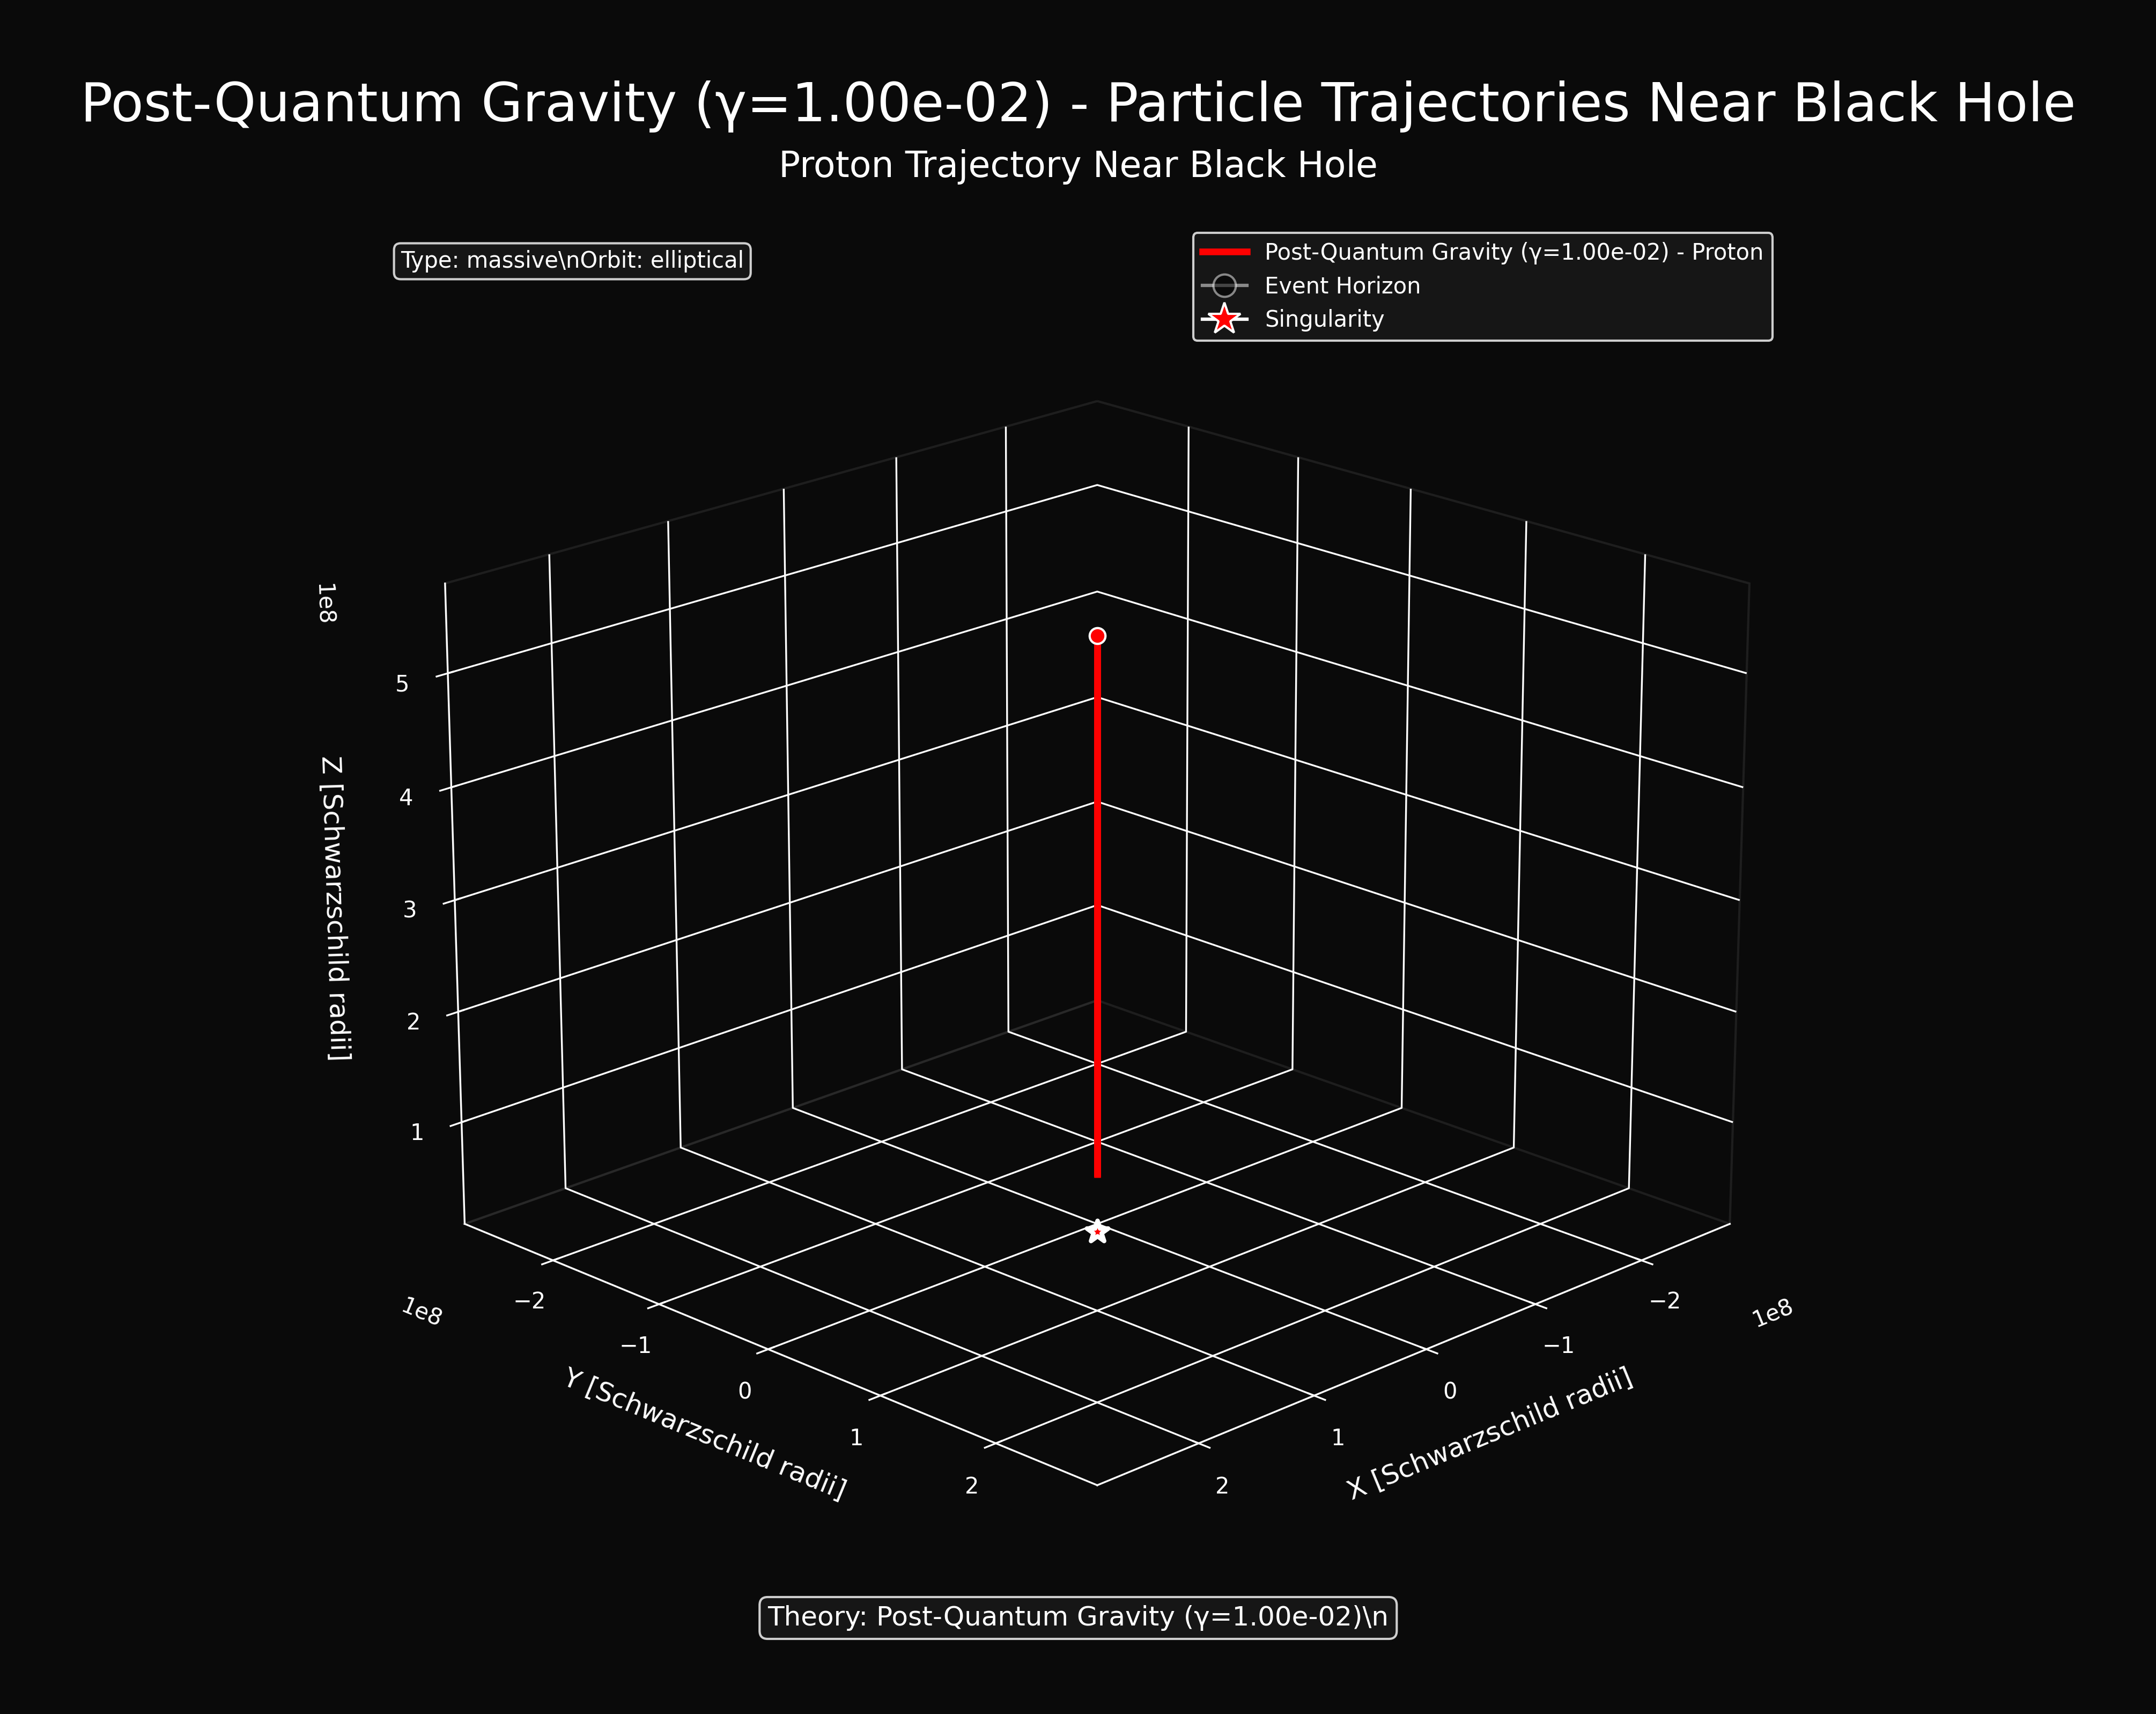 Post-Quantum Gravity (γ=1.00e-02) - Particle Trajectories Near Black Hole
Proton Trajectory Near Black Hole
Type: massive\nOrbit: elliptical
Post-Quantum Gravity (γ=1.00e-02) - Proton
Event Horizon
Singularity
1e8
5
4
3
2
1
Z [Schwarzschild radii]
1e8
−2
−1
0
1
2
Y [Schwarzschild radii]
2
1
0
−1
−2
1e8
X [Schwarzschild radii]
Theory: Post-Quantum Gravity (γ=1.00e-02)\n